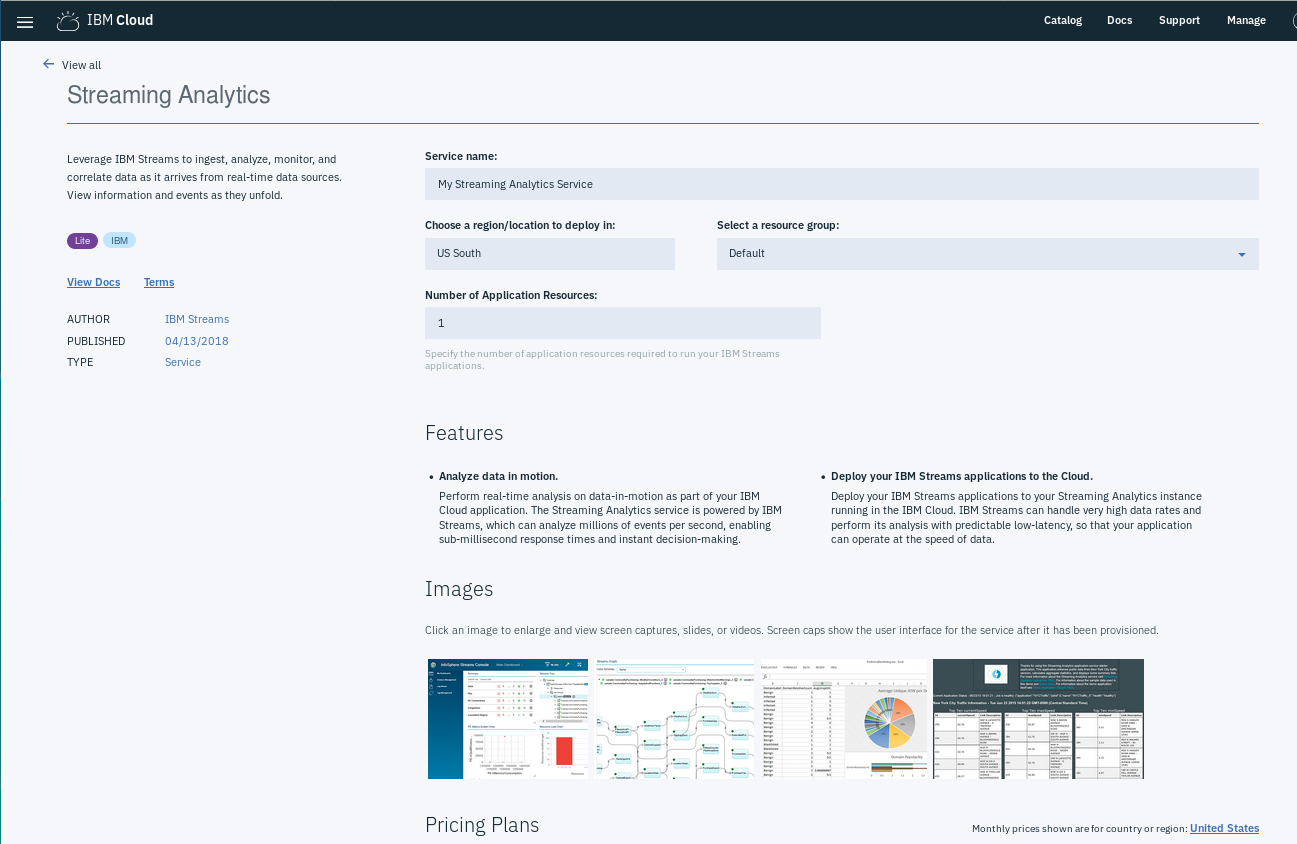 IBM Cloud
Catalog
Docs
Support
Manage
View all
Streaming Analytics
Leverage IBM Streams to ingest, analyze, monitor, and
correlate data as it arrives from real-time data sources.
View information and events as they unfold.
Lite
IBM
View Docs
Terms
AUTHOR
IBM Streams
PUBLISHED
04/13/2018
TYPE
Service
Service name:
My Streaming Analytics Service
Choose a region/location to deploy in:
US South
Select a resource group:
Default
Number of Application Resources:
1
Specify the number of application resources required to run your IBM Streams
applications.
Features
• Analyze data in motion.
Perform real-time analysis on data-in-motion as part of your IBM
Cloud application. The Streaming Analytics service is powered by IBM
Streams, which can analyze millions of events per second, enabling
sub-millisecond response times and instant decision-making.
• Deploy your IBM Streams applications to the Cloud.
Deploy your IBM Streams applications to your Streaming Analytics instance
running in the IBM Cloud. IBM Streams can handle very high data rates and
perform its analysis with predictable low-latency, so that your application
can operate at the speed of data.
Images
Click an image to enlarge and view screen captures, slides, or videos. Screen caps show the user interface for the service after it has been provisioned.
InfoSphere Streams Console
Streams Graph
Domain Popularity
Pricing Plans
Monthly prices shown are for country or region: United States